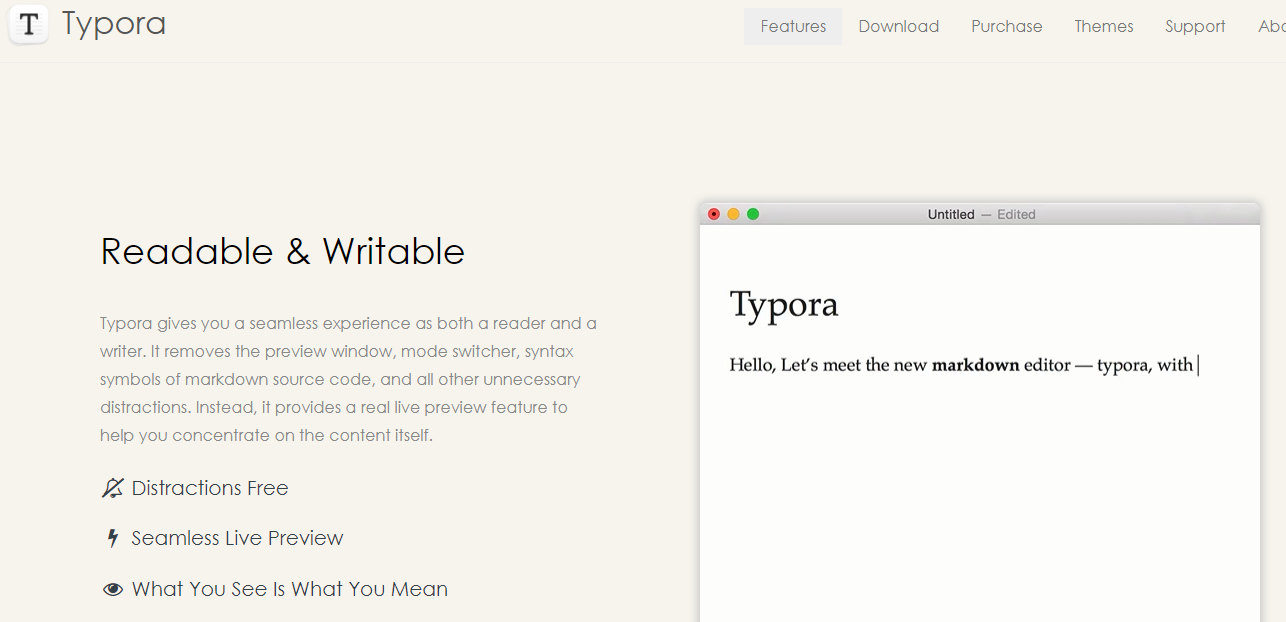 T Typora
Features Download Purchase Themes Support
Readable & Writable
Typora gives you a seamless experience as both a reader and a
writer. It removes the preview window, mode switcher, syntax
symbols of markdown source code, and all other unnecessary
distractions. Instead, it provides a real live preview feature to
help you concentrate on the content itself.
Distractions Free
Seamless Live Preview
What You See Is What You Mean
Untitled — Edited
Typora
Hello, Let's meet the new markdown editor — typora, with